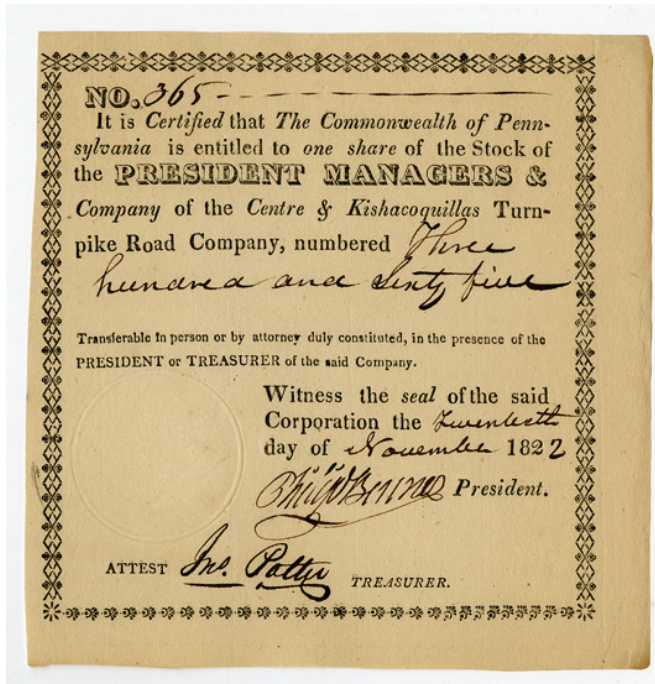 NO. 365
It is Certified that The Commonwealth of Penn-
sylvania is entitled to one share of the Stock of
the PRESIDENT MANAGERS &
Company of the Centre & Kishacoquillas Turn-
pike Road Company, numbered Three
hundred and Sixty five
Transferable in person or by attorney duly constituted, in the presence of the
PRESIDENT or TREASURER of the said Company.
Witness the seal of the said
Corporation the twentieth
day of November 1822
Philip Benner President.
ATTEST Jno. Potter TREASURER.